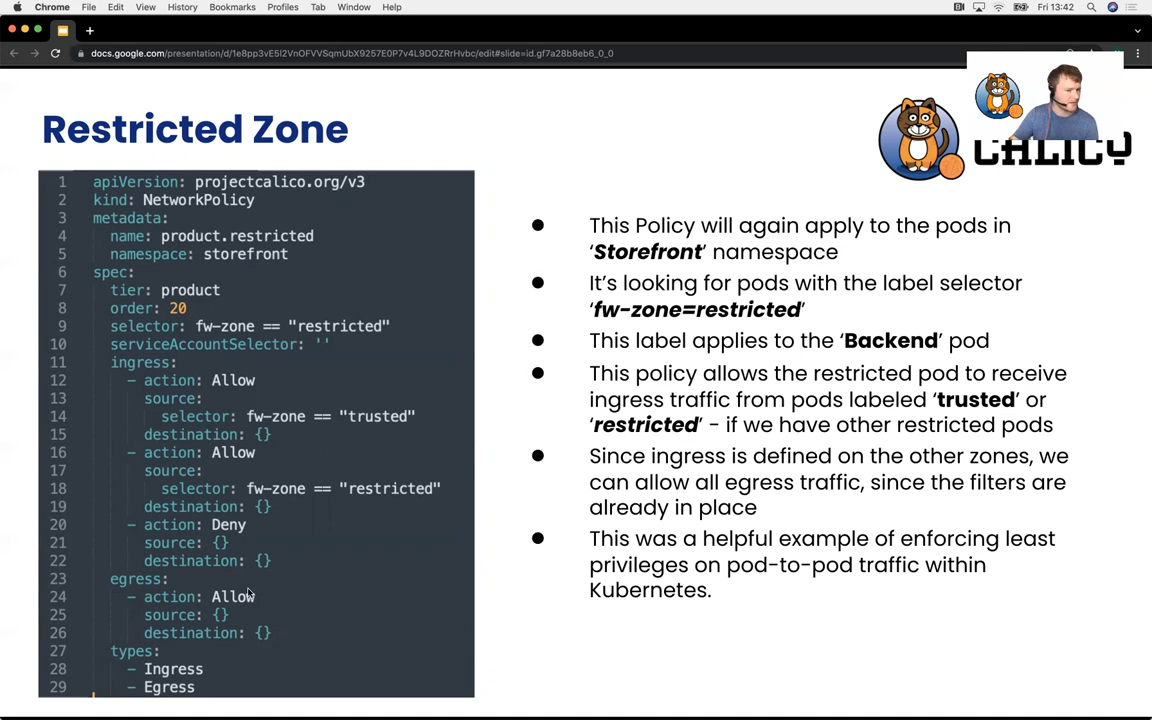 Chrome File Edit View History Bookmarks Profiles Tab Window Help Fri 13:42
docs.google.com/presentation/d/1e8pp3vE5I2VnOFVVSqmUbX9257E0P7v4L9DOZRrHvbc/edit#slide=id.gf7a28b8eb6_0_0
Restricted Zone
CALICY
1 apiVersion: projectcalico.org/v3
2 kind: NetworkPolicy
3 metadata:
4 name: product.restricted
5 namespace: storefront
6 spec:
7 tier: product
8 order: 20
9 selector: fw-zone == "restricted"
10 serviceAccountSelector: ''
11 ingress:
12 - action: Allow
13 source:
14 selector: fw-zone == "trusted"
15 destination: {}
16 - action: Allow
17 source:
18 selector: fw-zone == "restricted"
19 destination: {}
20 - action: Deny
21 source: {}
22 destination: {}
23 egress:
24 - action: Allow
25 source: {}
26 destination: {}
27 types:
28 - Ingress
29 - Egress
● This Policy will again apply to the pods in
‘Storefront’ namespace
● It’s looking for pods with the label selector
‘fw-zone=restricted’
● This label applies to the ‘Backend’ pod
● This policy allows the restricted pod to receive
ingress traffic from pods labeled ‘trusted’ or
‘restricted’ - if we have other restricted pods
● Since ingress is defined on the other zones, we
can allow all egress traffic, since the filters are
already in place
● This was a helpful example of enforcing least
privileges on pod-to-pod traffic within
Kubernetes.